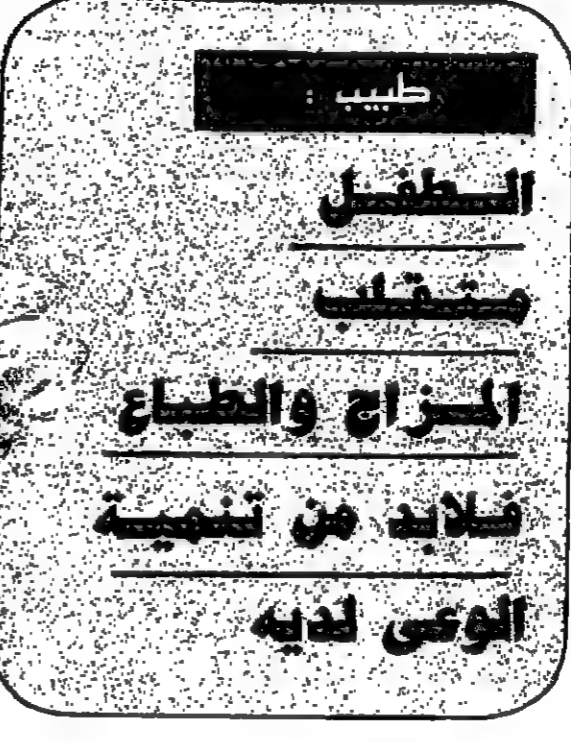 طبيب :
الطفل
متقلب
المزاج والطباع
فلابد من تنمية
الوعى لديه